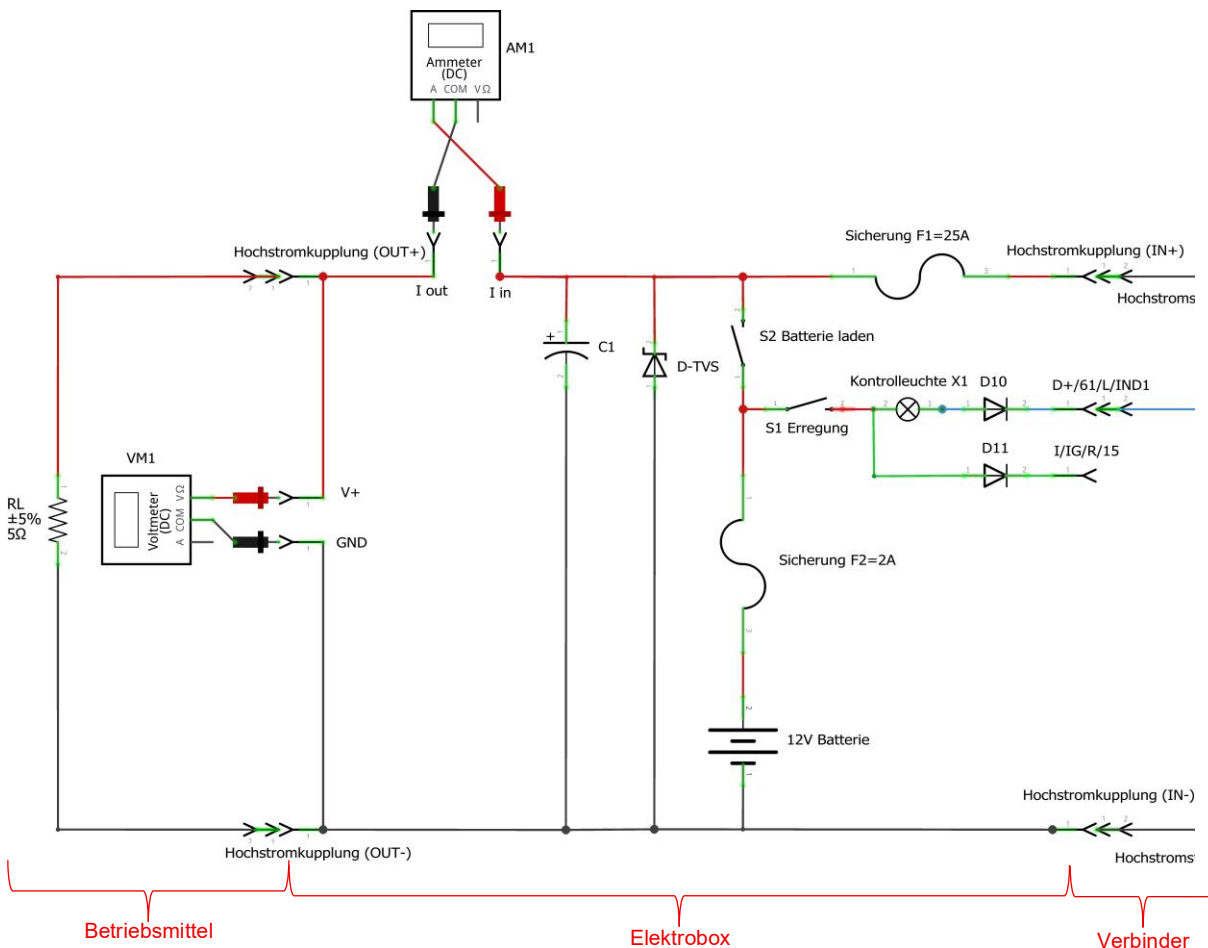 Ammeter
(DC)
A COM VΩ
AM1
Hochstromkupplung (OUT+)
I out
I in
Sicherung F1=25A
Hochstromkupplung (IN+)
Hochstroms
C1
D-TVS
S2 Batterie laden
Kontrolleuchte X1
D10
D+/61/L/IND1
S1 Erregung
D11
I/IG/R/15
VM1
Voltmeter
(DC)
A COM VΩ
V+
GND
RL
±5%
5Ω
Sicherung F2=2A
12V Batterie
Hochstromkupplung (IN-)
Hochstromkupplung (OUT-)
Betriebsmittel
Elektrobox
Verbinder